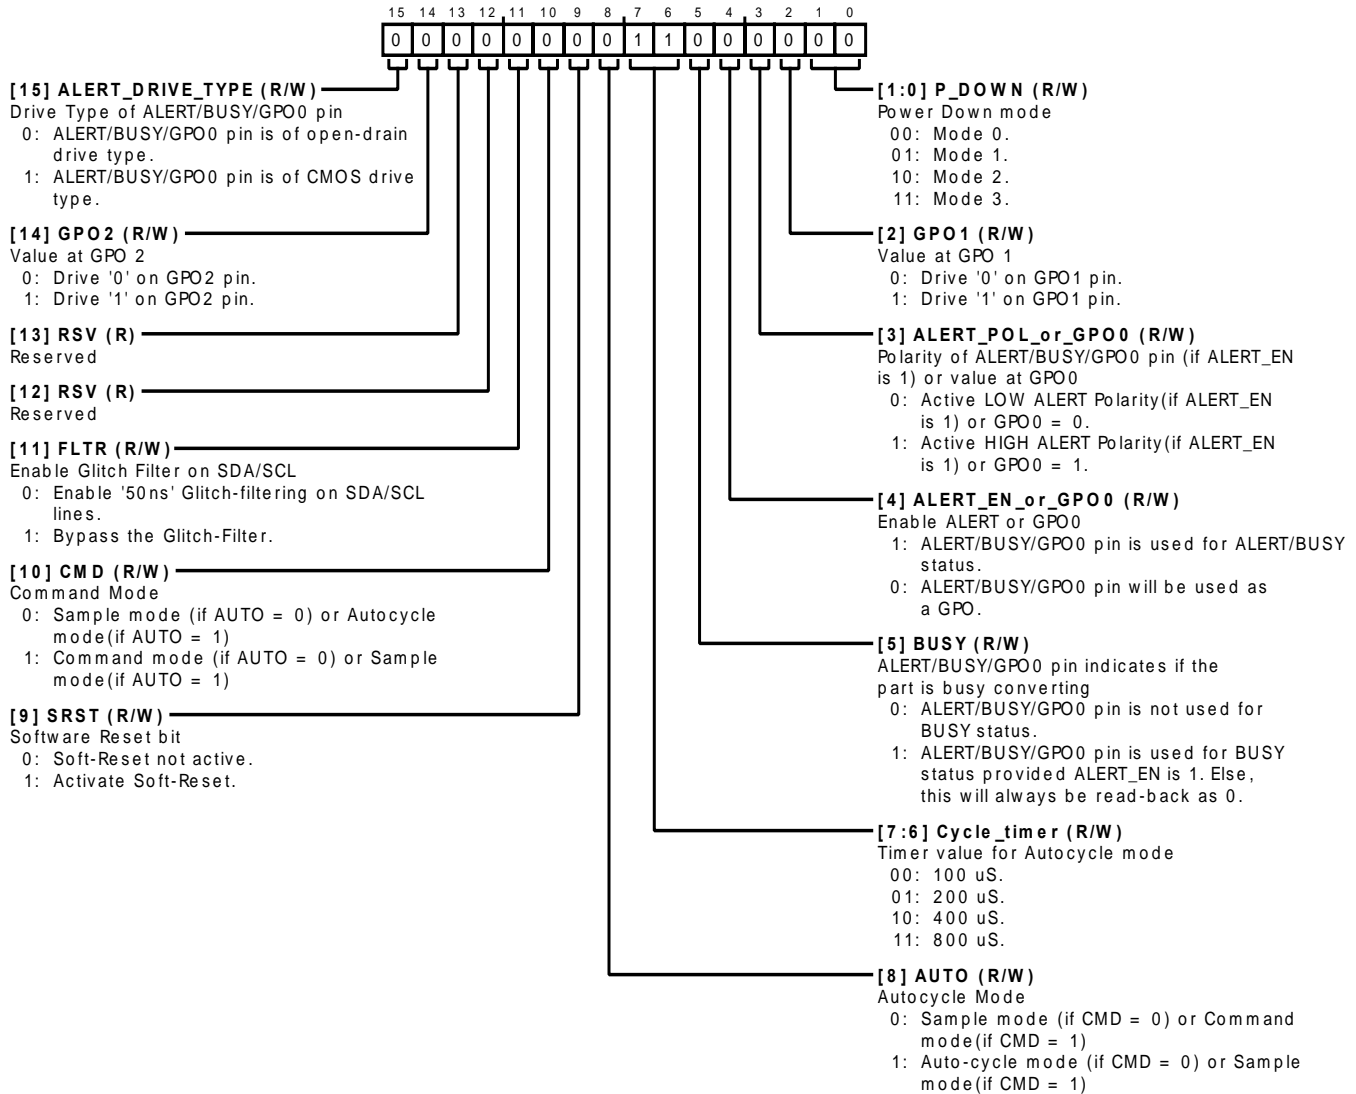 15 14 13 12 11 10 9 8 7 6 5 4 3 2 1 0
0 0 0 0 0 0 0 0 1 1 0 0 0 0 0 0
[15] ALERT_DRIVE_TYPE (R/W)
Drive Type of ALERT/BUSY/GPO0 pin
0: ALERT/BUSY/GPO0 pin is of open-drain
drive type.
1: ALERT/BUSY/GPO0 pin is of CMOS drive
type.
[14] GPO2 (R/W)
Value at GPO 2
0: Drive '0' on GPO2 pin.
1: Drive '1' on GPO2 pin.
[13] RSV (R)
Reserved
[12] RSV (R)
Reserved
[11] FLTR (R/W)
Enable Glitch Filter on SDA/SCL
0: Enable '50ns' Glitch-filtering on SDA/SCL
lines.
1: Bypass the Glitch-Filter.
[10] CMD (R/W)
Command Mode
0: Sample mode (if AUTO = 0) or Autocycle
mode(if AUTO = 1)
1: Command mode (if AUTO = 0) or Sample
mode(if AUTO = 1)
[9] SRST (R/W)
Software Reset bit
0: Soft-Reset not active.
1: Activate Soft-Reset.
[1:0] P_DOWN (R/W)
Power Down mode
00: Mode 0.
01: Mode 1.
10: Mode 2.
11: Mode 3.
[2] GPO1 (R/W)
Value at GPO 1
0: Drive '0' on GPO1 pin.
1: Drive '1' on GPO1 pin.
[3] ALERT_POL_or_GPO0 (R/W)
Polarity of ALERT/BUSY/GPO0 pin (if ALERT_EN
is 1) or value at GPO0
0: Active LOW ALERT Polarity(if ALERT_EN
is 1) or GPO0 = 0.
1: Active HIGH ALERT Polarity(if ALERT_EN
is 1) or GPO0 = 1.
[4] ALERT_EN_or_GPO0 (R/W)
Enable ALERT or GPO0
1: ALERT/BUSY/GPO0 pin is used for ALERT/BUSY
status.
0: ALERT/BUSY/GPO0 pin will be used as
a GPO.
[5] BUSY (R/W)
ALERT/BUSY/GPO0 pin indicates if the
part is busy converting
0: ALERT/BUSY/GPO0 pin is not used for
BUSY status.
1: ALERT/BUSY/GPO0 pin is used for BUSY
status provided ALERT_EN is 1. Else,
this will always be read-back as 0.
[7:6] Cycle_timer (R/W)
Timer value for Autocycle mode
00: 100 uS.
01: 200 uS.
10: 400 uS.
11: 800 uS.
[8] AUTO (R/W)
Autocycle Mode
0: Sample mode (if CMD = 0) or Command
mode(if CMD = 1)
1: Auto-cycle mode (if CMD = 0) or Sample
mode(if CMD = 1)